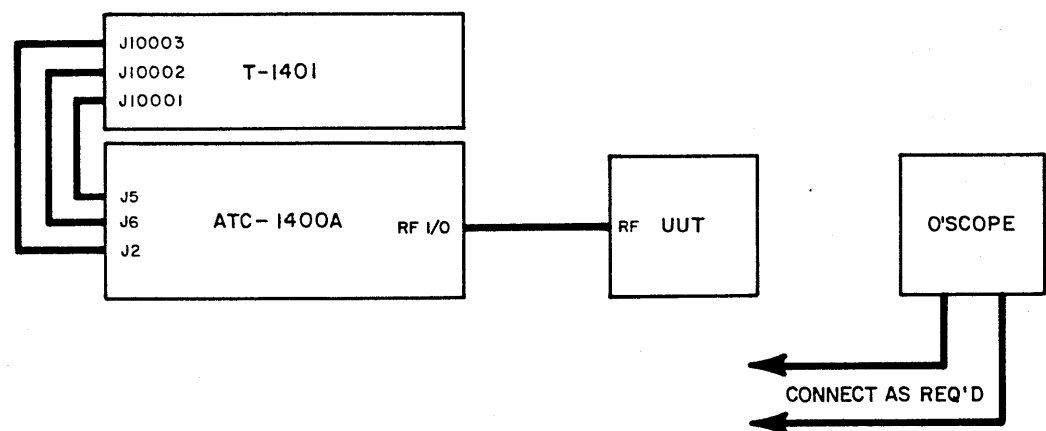 J10003
J10002
J10001
T-1401
J5
J6
J2
ATC-1400A
RF I/O
RF
UUT
O'SCOPE
CONNECT AS REQ'D